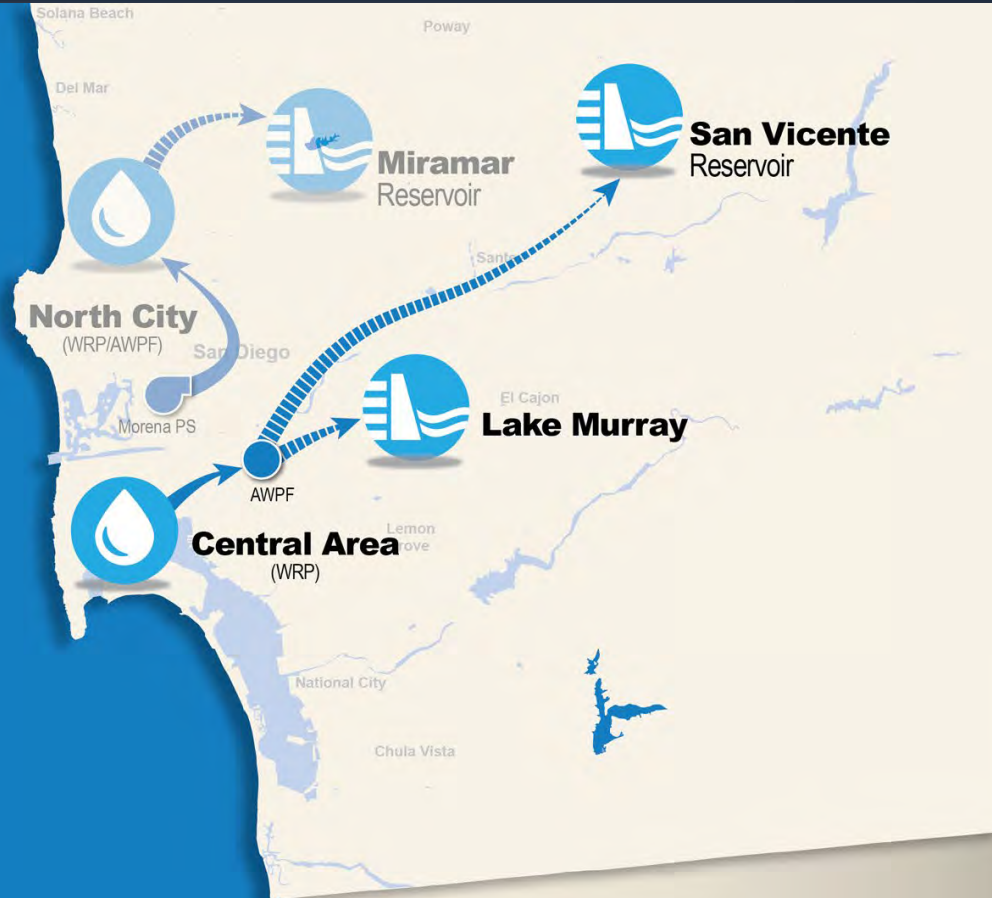 Solana Beach
Poway
Del Mar
San Vicente
Reservoir
Miramar
Reservoir
North City
(WRP/AWPF)
San Diego
Morena PS
El Cajon
Lake Murray
AWPF
Central Area
(WRP)
Lemon
National City
Chula Vista